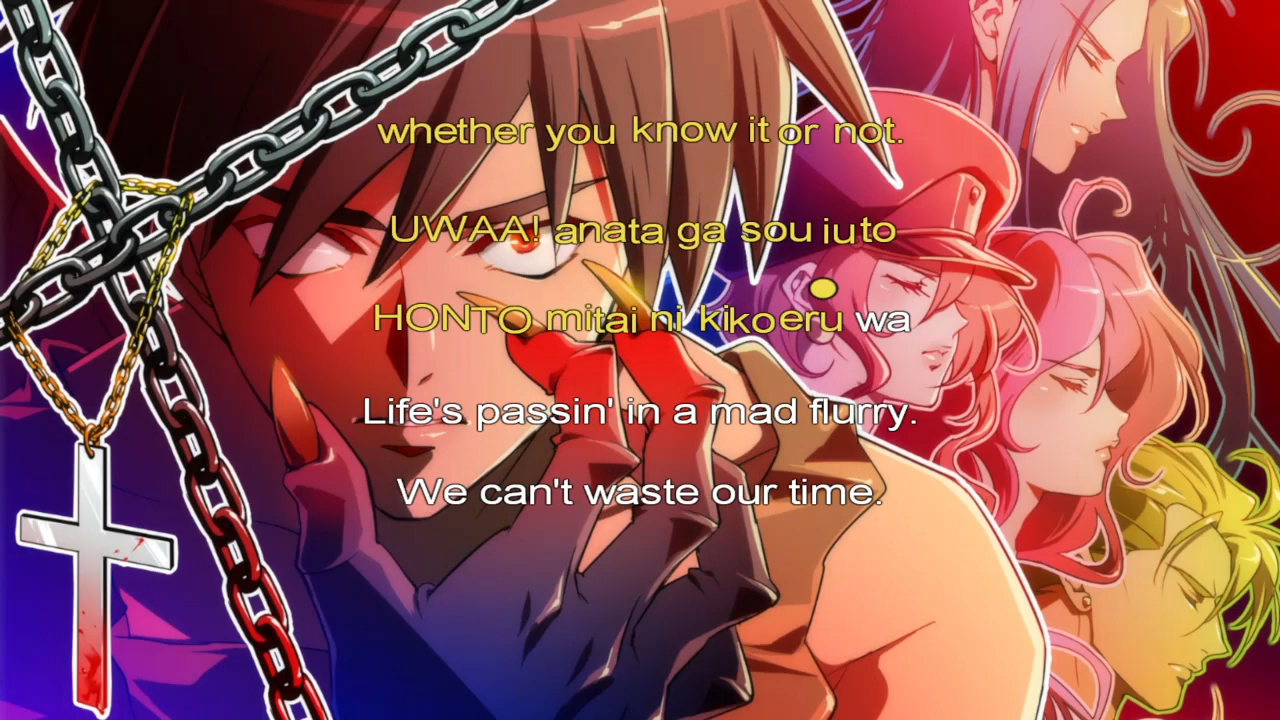 whether you know it or not.
UWAA! anata ga sou iuto
HONTO mitai ni kikoeru wa
Life's passin' in a mad flurry.
We can't waste our time.